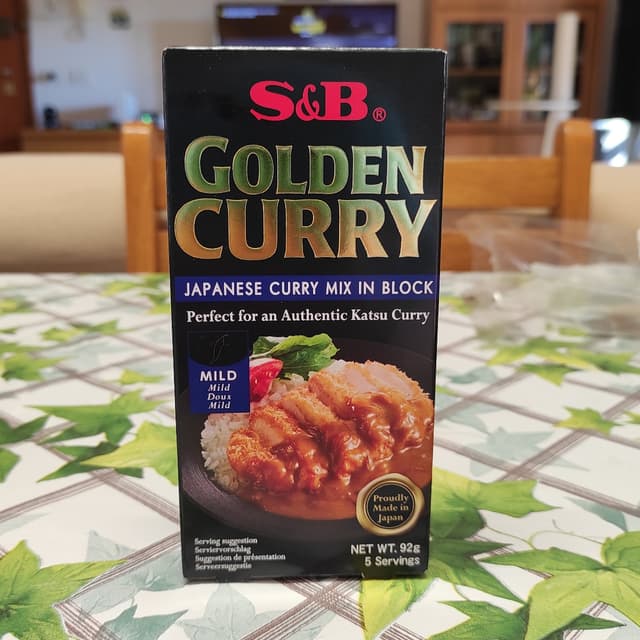 S&B®
GOLDEN
CURRY
JAPANESE CURRY MIX IN BLOCK
Perfect for an Authentic Katsu Curry
MILD
Mild
Doux
Mild
Proudly
Made in
Japan
Serving suggestion
Serviervorschlag
Suggestion de présentation
Serveersuggestie
NET WT. 92g
5 Servings